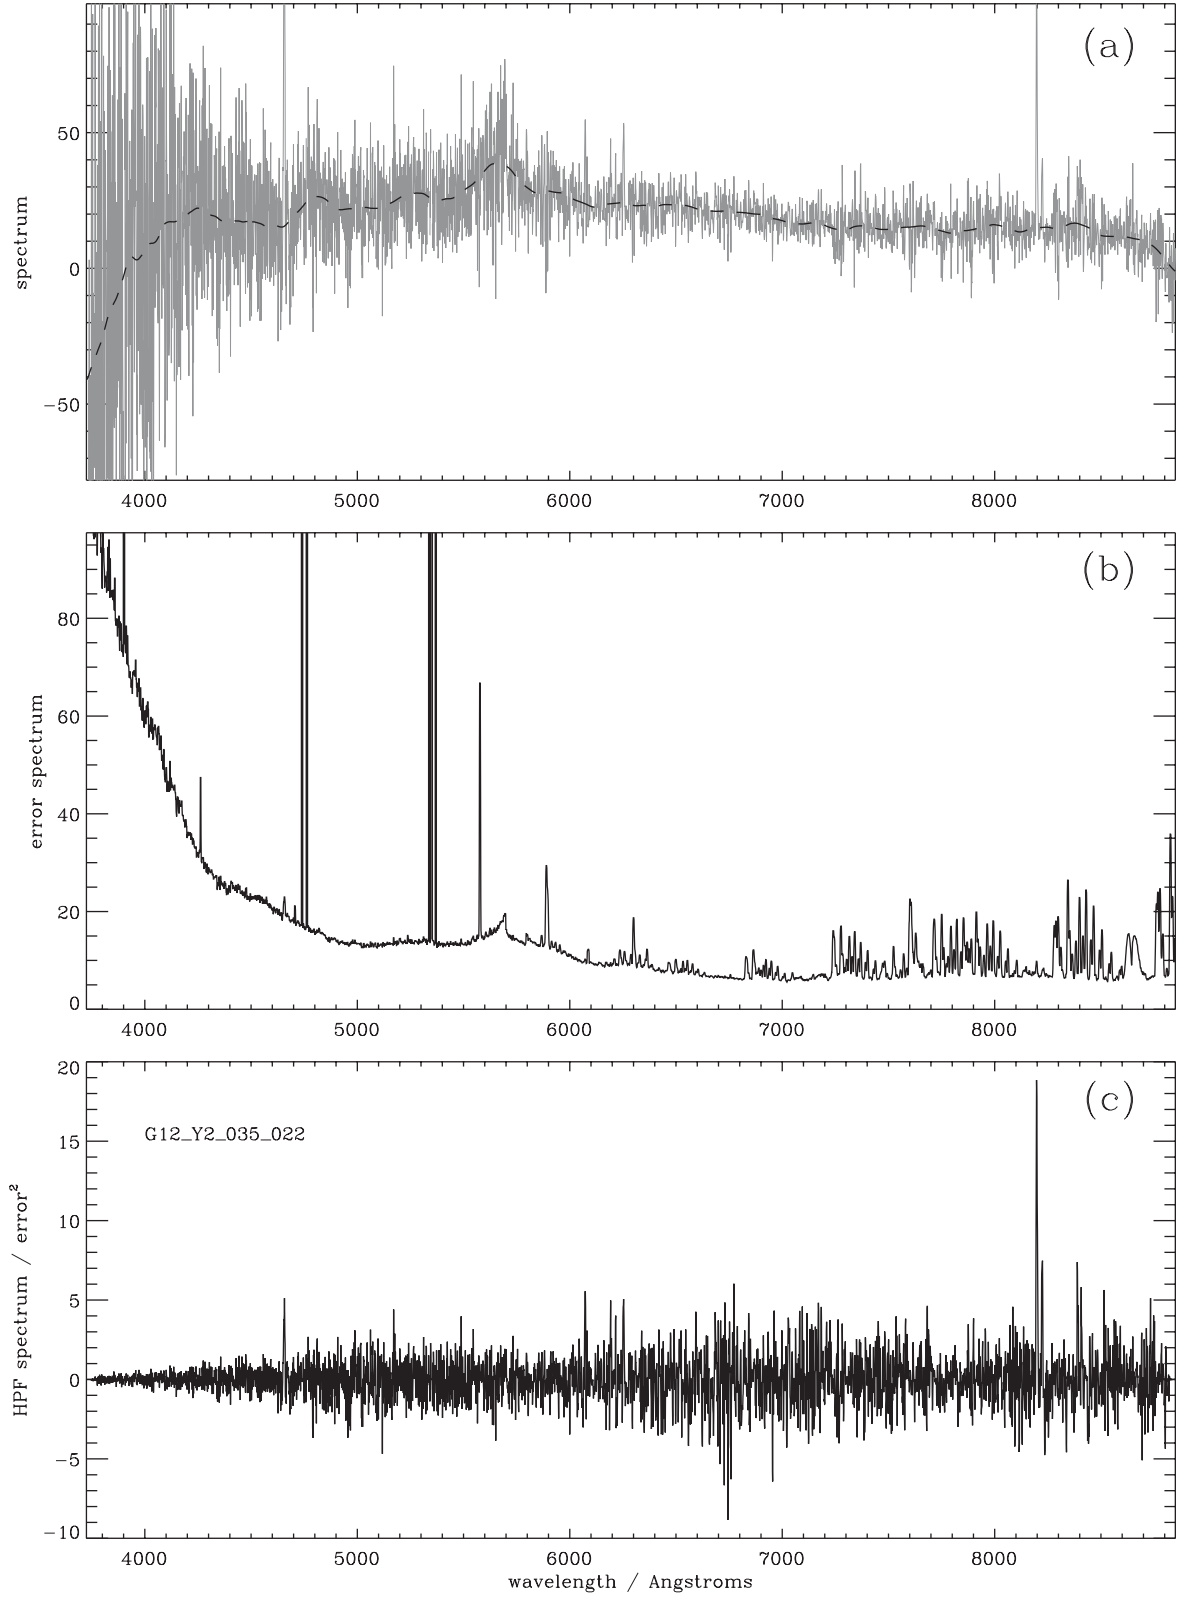 (a)
50
0
−50
spectrum
4000 5000 6000 7000 8000
(b)
80
60
40
20
0
error spectrum
4000 5000 6000 7000 8000
(c)
G12_Y2_035_022
20
15
10
5
0
−5
−10
HPF spectrum / error²
4000 5000 6000 7000 8000
wavelength / Angstroms